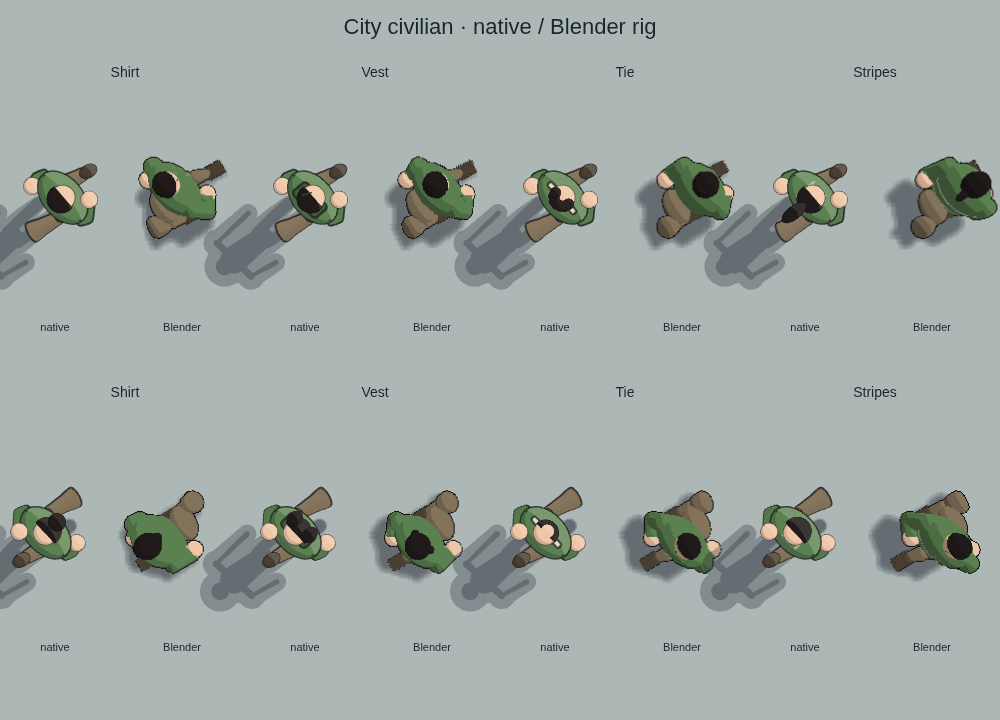 City civilian · native / Blender rig
Shirt Vest Tie Stripes
native Blender native Blender native Blender native Blender
Shirt Vest Tie Stripes
native Blender native Blender native Blender native Blender